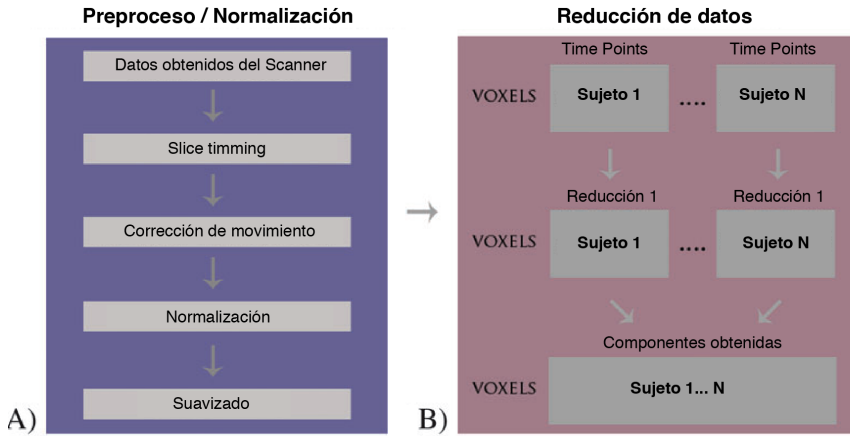 Preproceso / Normalización
Datos obtenidos del Scanner
Slice timming
Corrección de movimiento
Normalización
Suavizado
A)
Reducción de datos
Time Points Time Points
VOXELS Sujeto 1 .... Sujeto N
Reducción 1 Reducción 1
VOXELS Sujeto 1 .... Sujeto N
Componentes obtenidas
VOXELS Sujeto 1... N
B)